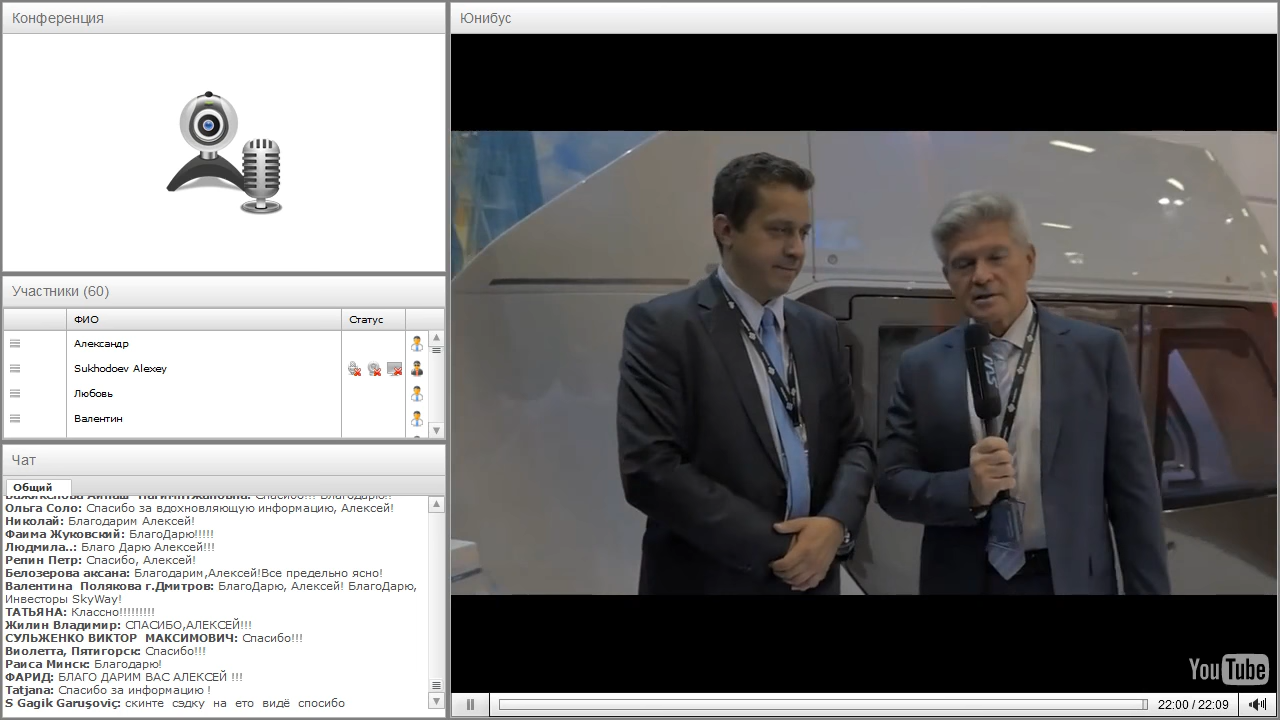 Конференция
Юнибус
SW
Участники (60)
ФИО
Статус
Александр
Sukhodoev Alexey
Любовь
Валентин
Чат
Общий
Спасибо!!! Благодарю!!
Ольга Соло: Спасибо за вдохновляющую информацию, Алексей!
Николай: Благодарим Алексей!
Фаима Жуковский: БлагоДарю!!!!!
Людмила..: Благо Дарю Алексей!!!
Репин Петр: Спасибо, Алексей!
Белозерова аксана: Благодарим,Алексей!Все предельно ясно!
Валентина Полякова г.Дмитров: БлагоДарю, Алексей! БлагоДарю,
Инвесторы SkyWay!
ТАТЬЯНА: Классно!!!!!!!!!
Жилин Владимир: СПАСИБО,АЛЕКСЕЙ!!!
СУЛЬЖЕНКО ВИКТОР МАКСИМОВИЧ: Спасибо!!!
Виолетта, Пятигорск: Спасибо!!!
Раиса Минск: Благодарю!
ФАРИД: БЛАГО ДАРИМ ВАС АЛЕКСЕЙ !!!
Tatjana: Спасибо за информацию !
S Gagik Garuşoviç: скинте чёдку на ето видё спосибо
YouTube
22:00 / 22:09